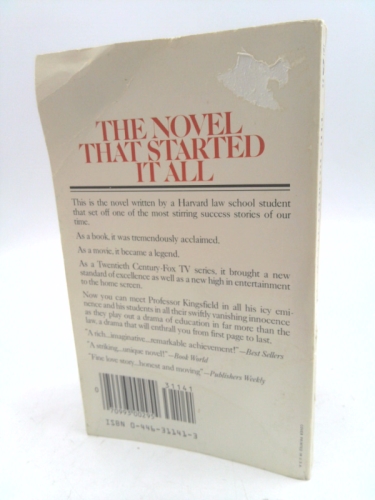 THE NOVEL
THAT STARTED
IT ALL
This is the novel written by a Harvard law school student
that set off one of the most stirring success stories of our
time.
As a book, it was tremendously acclaimed.
As a movie, it became a legend.
As a Twentieth Century-Fox TV series, it brought a new
standard of excellence as well as a new high in entertainment
to the home screen.
Now you can meet Professor Kingsfield in all his icy emi-
nence and his students in all their swiftly vanishing innocence
as they play out a drama of education in far more than the
law, a drama that will enthrall you from first page to last.
"A rich...imaginative...remarkable achievement!"—Best Sellers
"A striking...unique novel!"—Book World
"Fine love story...honest and moving"—Publishers Weekly
0
31141
70993 00295
ISBN 0-446-31141-3